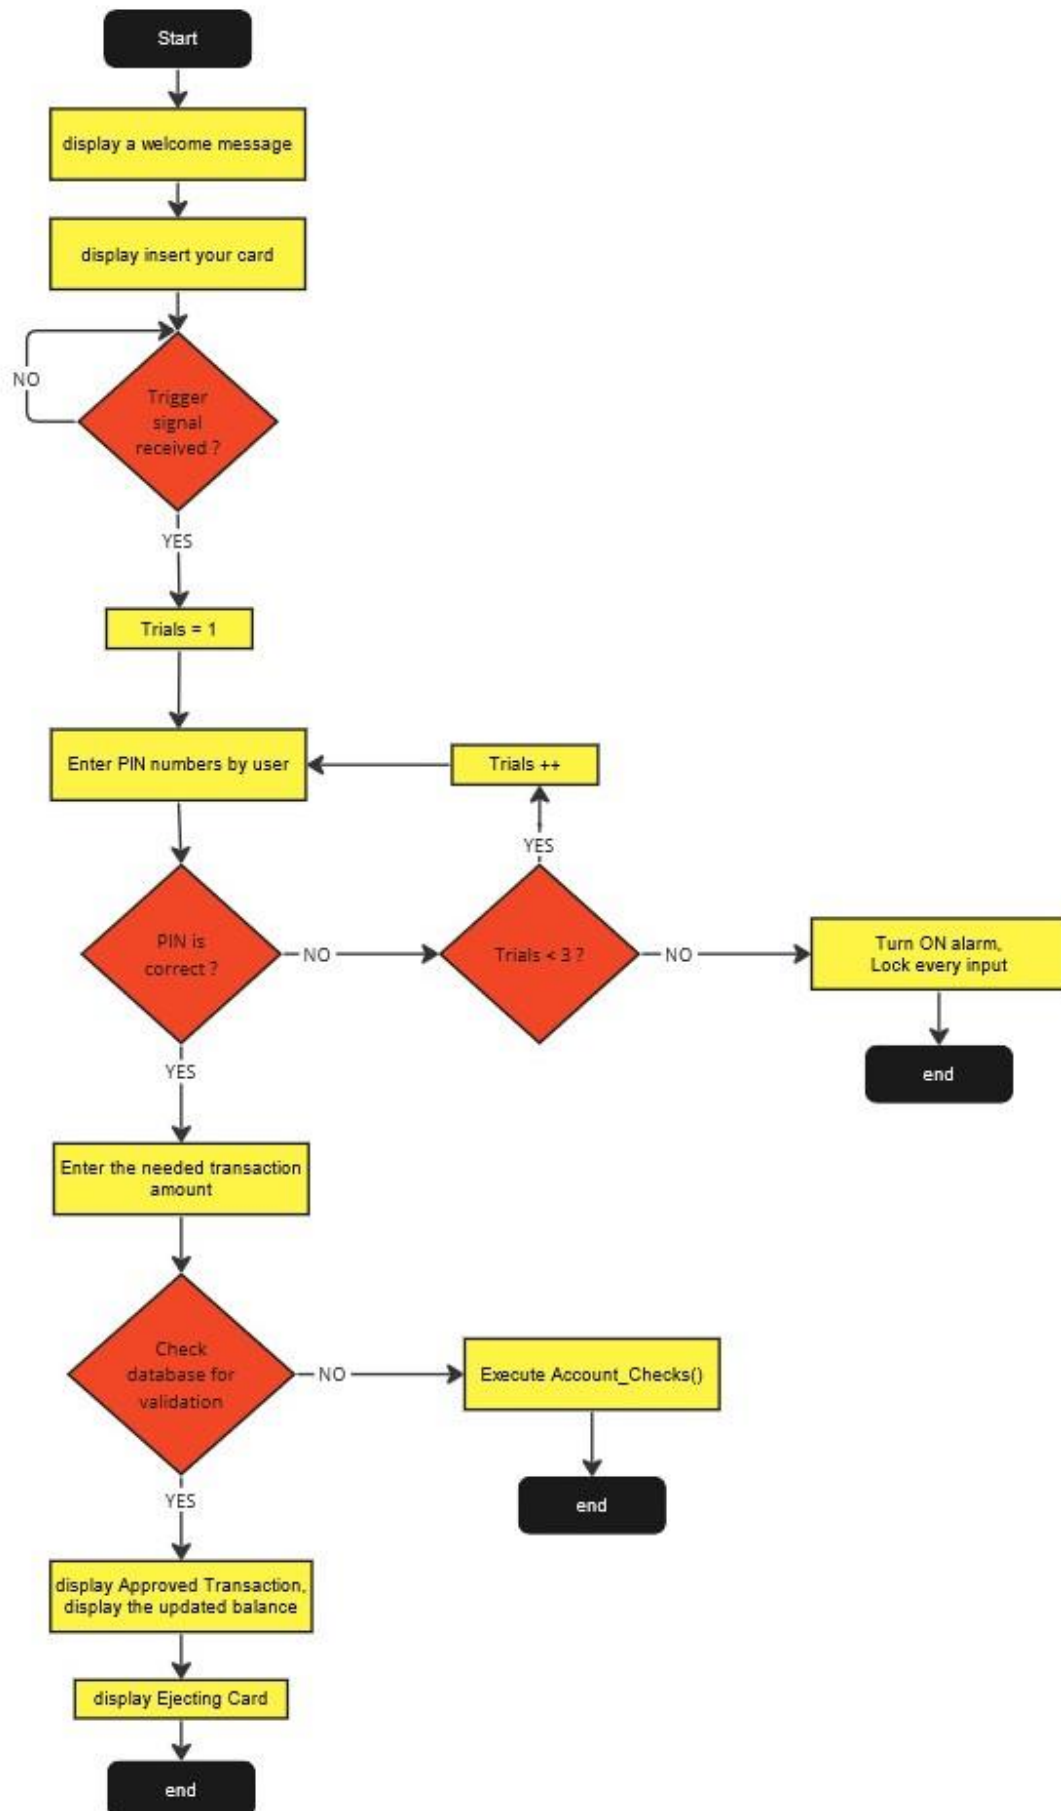 Start
display a welcome message
display insert your card
NO
Trigger
signal
received ?
YES
Trials = 1
Enter PIN numbers by user
Trials ++
YES
PIN is
correct ?
NO
Trials < 3 ?
NO
Turn ON alarm,
Lock every input
end
YES
Enter the needed transaction
amount
Check
database for
validation
NO
Execute Account_Checks()
end
YES
display Approved Transaction,
display the updated balance
display Ejecting Card
end